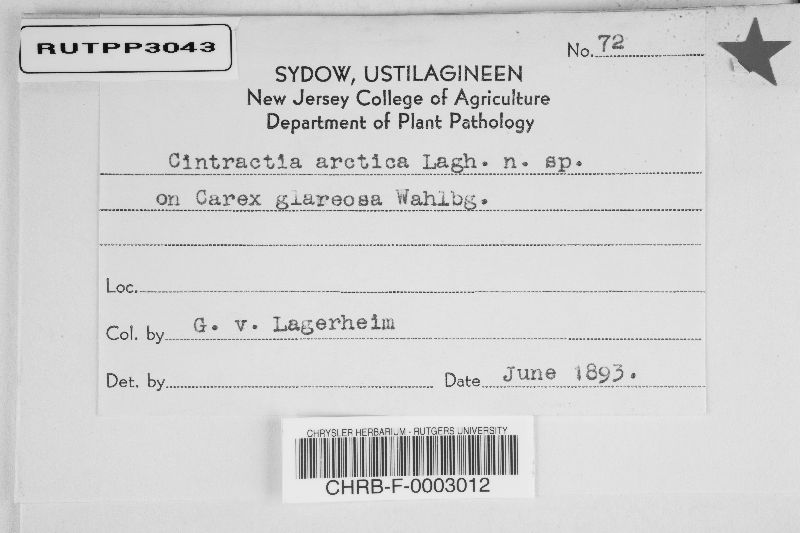 RUTPP3043
No. 72
SYDOW, USTILAGINEEN
New Jersey College of Agriculture
Department of Plant Pathology
Cintractia arctica Lagh. n. sp.
on Carex glareosa Wahlbg.
Loc.
Col. by G. v. Lagerheim
Det. by Date June 1893.
CHRYSLER HERBARIUM - RUTGERS UNIVERSITY
CHRB-F-0003012